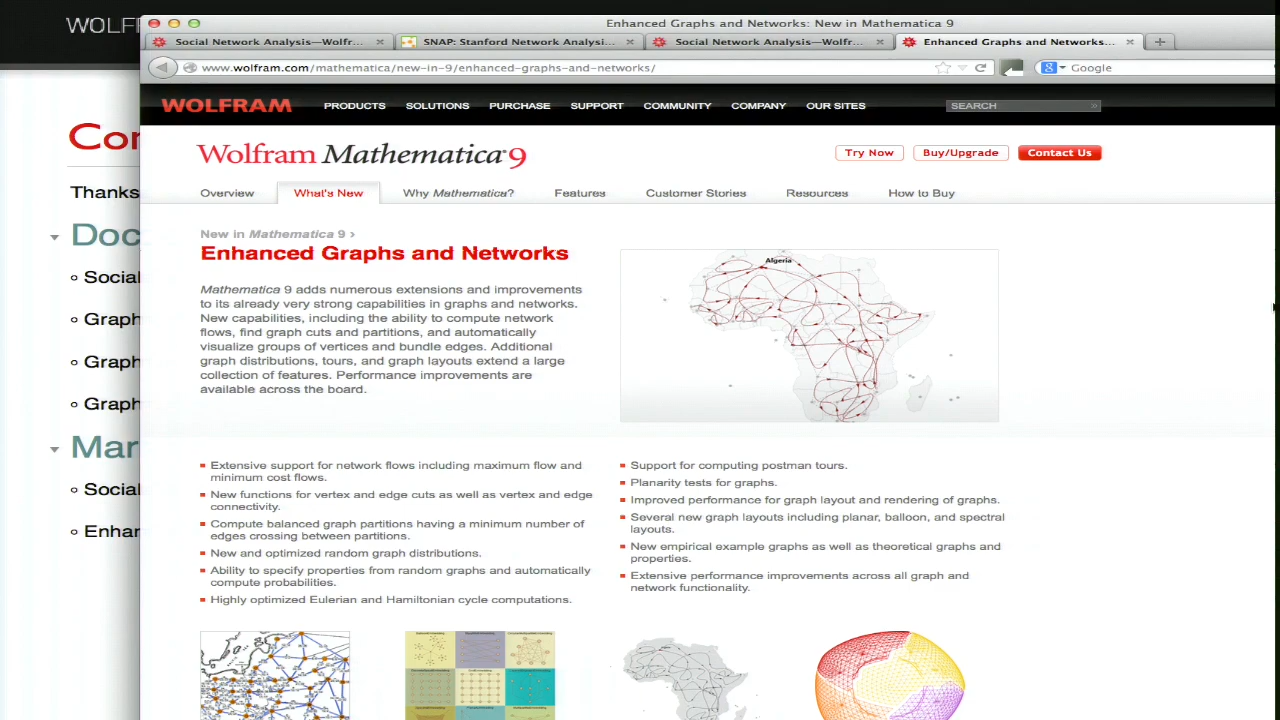 WOLF
Enhanced Graphs and Networks: New in Mathematica 9
Social Network Analysis—Wolfr...
SNAP: Stanford Network Analysi...
Social Network Analysis—Wolfr...
Enhanced Graphs and Networks...
www.wolfram.com/mathematica/new-in-9/enhanced-graphs-and-networks/
Google
WOLFRAM PRODUCTS SOLUTIONS PURCHASE SUPPORT COMMUNITY COMPANY OUR SITES SEARCH
Wolfram Mathematica 9
Try Now Buy/Upgrade Contact Us
Overview What's New Why Mathematica? Features Customer Stories Resources How to Buy
Con
Thanks
Doc
Social
Graph
Graph
Graph
Mar
Social
Enhan
New in Mathematica 9 ›
Enhanced Graphs and Networks
Mathematica 9 adds numerous extensions and improvements
to its already very strong capabilities in graphs and networks.
New capabilities, including the ability to compute network
flows, find graph cuts and partitions, and automatically
visualize groups of vertices and bundle edges. Additional
graph distributions, tours, and graph layouts extend a large
collection of features. Performance improvements are
available across the board.
Algeria
Extensive support for network flows including maximum flow and
minimum cost flows.
New functions for vertex and edge cuts as well as vertex and edge
connectivity.
Compute balanced graph partitions having a minimum number of
edges crossing between partitions.
New and optimized random graph distributions.
Ability to specify properties from random graphs and automatically
compute probabilities.
Highly optimized Eulerian and Hamiltonian cycle computations.
Support for computing postman tours.
Planarity tests for graphs.
Improved performance for graph layout and rendering of graphs.
Several new graph layouts including planar, balloon, and spectral
layouts.
New empirical example graphs as well as theoretical graphs and
properties.
Extensive performance improvements across all graph and
network functionality.